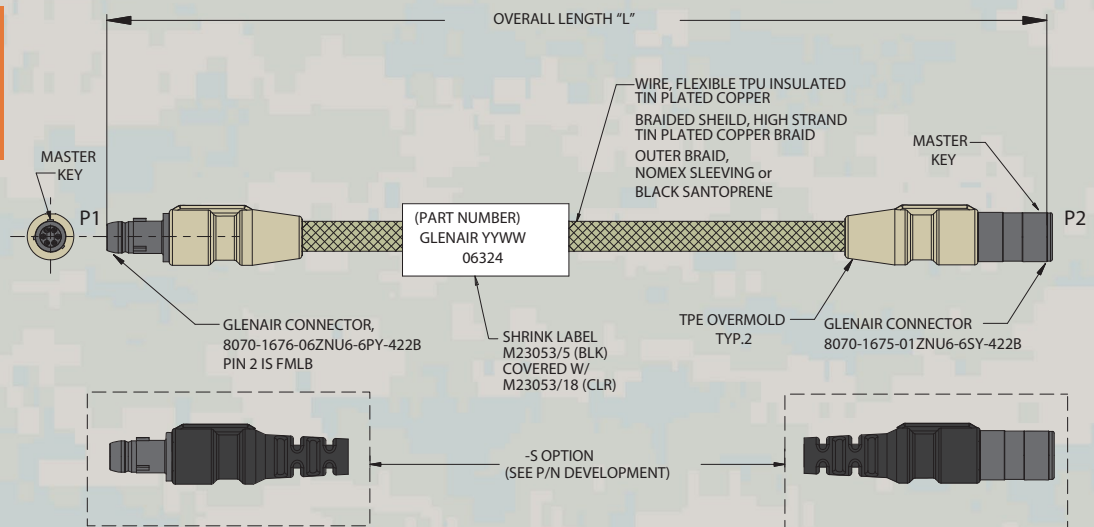 OVERALL LENGTH "L"
WIRE, FLEXIBLE TPU INSULATED
TIN PLATED COPPER
BRAIDED SHEILD, HIGH STRAND
TIN PLATED COPPER BRAID
OUTER BRAID,
NOMEX SLEEVING or
BLACK SANTOPRENE
MASTER
KEY
MASTER
KEY
P1
(PART NUMBER)
GLENAIR YYWW
06324
P2
GLENAIR CONNECTOR,
8070-1676-06ZNU6-6PY-422B
PIN 2 IS FMLB
SHRINK LABEL
M23053/5 (BLK)
COVERED W/
M23053/18 (CLR)
TPE OVERMOLD
TYP.2
GLENAIR CONNECTOR
8070-1675-01ZNU6-6SY-422B
-S OPTION
(SEE P/N DEVELOPMENT)